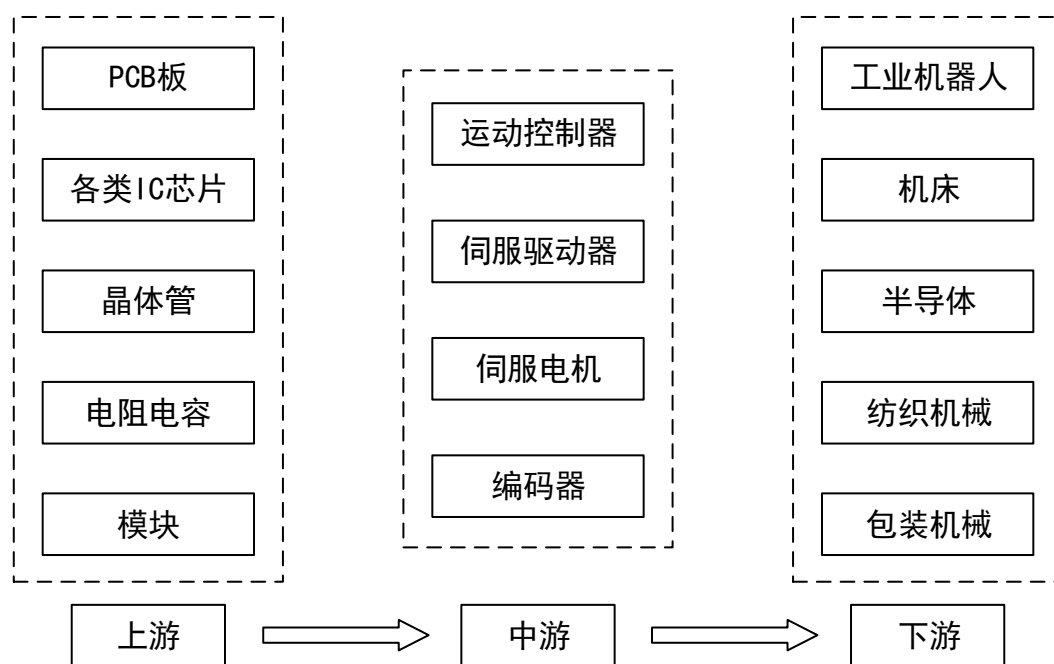 PCB板
各类IC芯片
晶体管
电阻电容
模块
运动控制器
伺服驱动器
伺服电机
编码器
工业机器人
机床
半导体
纺织机械
包装机械
上游
中游
下游